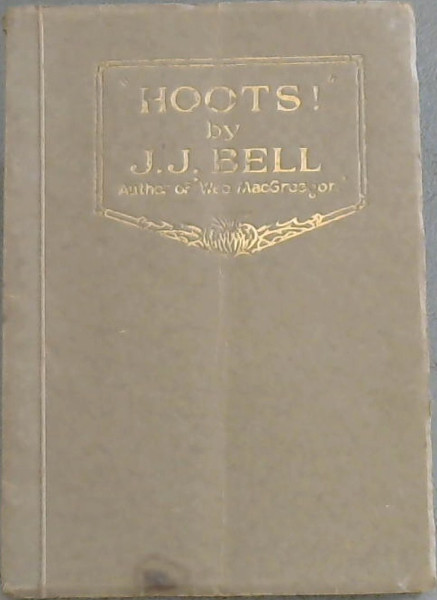 "HOOTS!"
by
J.J. BELL
Author of "Wee MacGreegor."